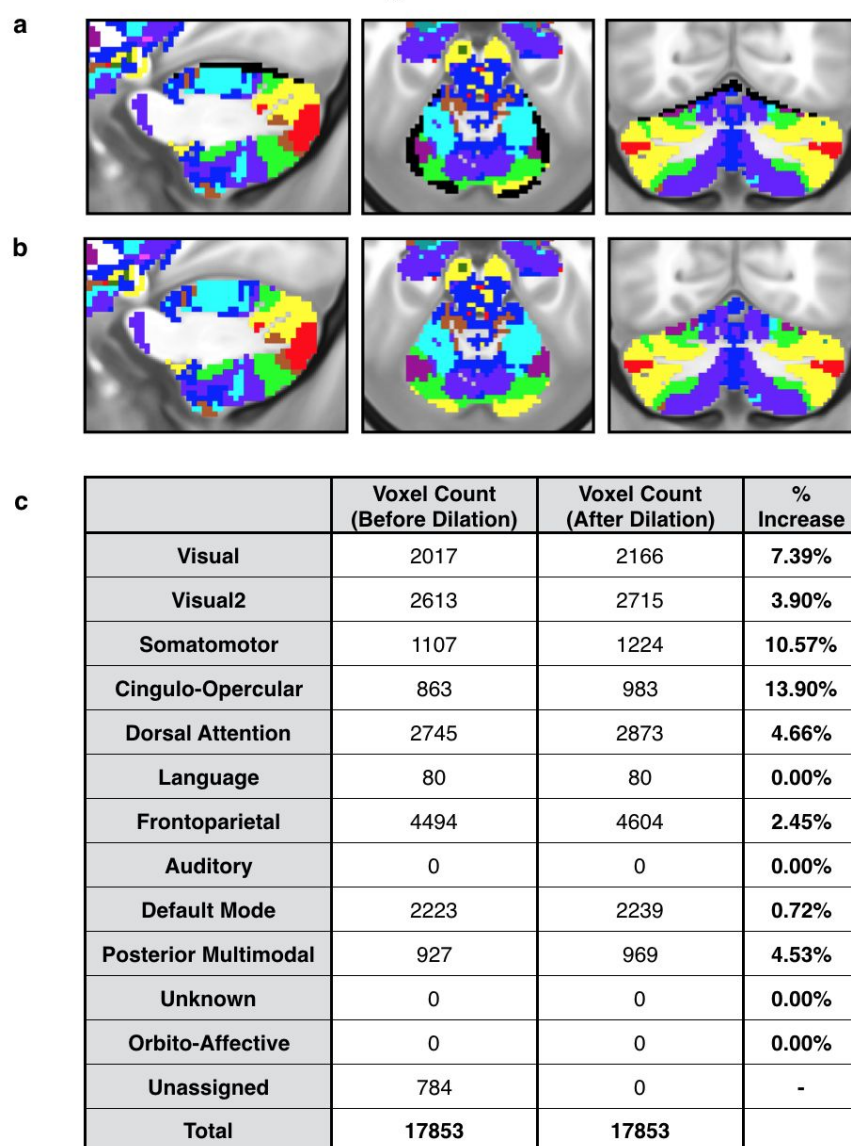 a
b
c
Voxel Count (Before Dilation) Voxel Count (After Dilation) % Increase
Visual 2017 2166 7.39%
Visual2 2613 2715 3.90%
Somatomotor 1107 1224 10.57%
Cingulo-Opercular 863 983 13.90%
Dorsal Attention 2745 2873 4.66%
Language 80 80 0.00%
Frontoparietal 4494 4604 2.45%
Auditory 0 0 0.00%
Default Mode 2223 2239 0.72%
Posterior Multimodal 927 969 4.53%
Unknown 0 0 0.00%
Orbito-Affective 0 0 0.00%
Unassigned 784 0 -
Total 17853 17853